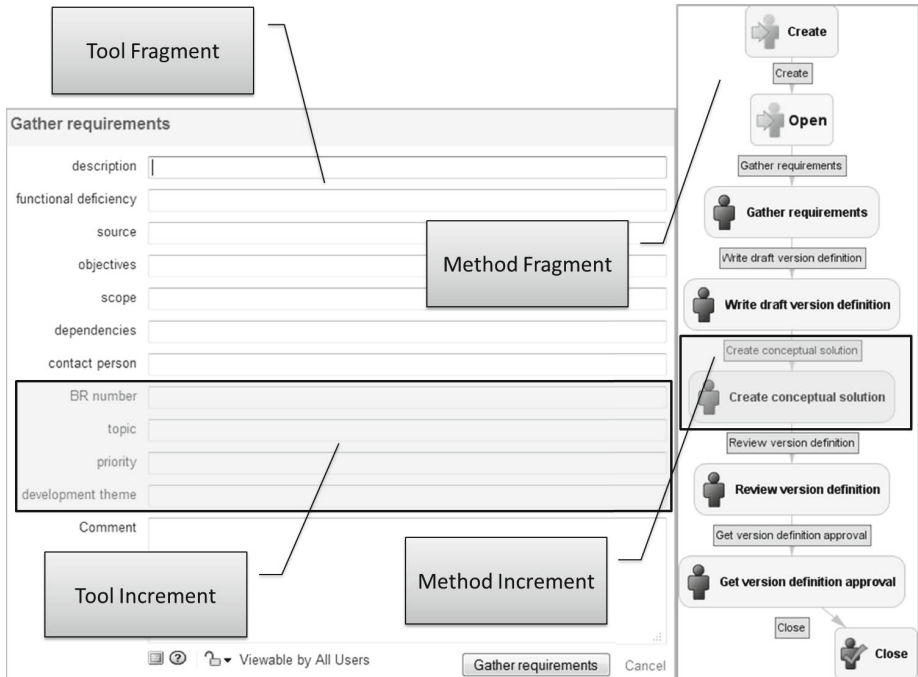 Tool Fragment
Gather requirements
description
functional deficiency
source
objectives
scope
dependencies
contact person
BR number
topic
priority
development theme
Comment
Tool Increment
Viewable by All Users
Gather requirements
Cancel
Method Fragment
Method Increment
Create
Create
Open
Gather requirements
Gather requirements
Write draft version definition
Write draft version definition
Create conceptual solution
Create conceptual solution
Review version definition
Review version definition
Get version definition approval
Get version definition approval
Close
Close